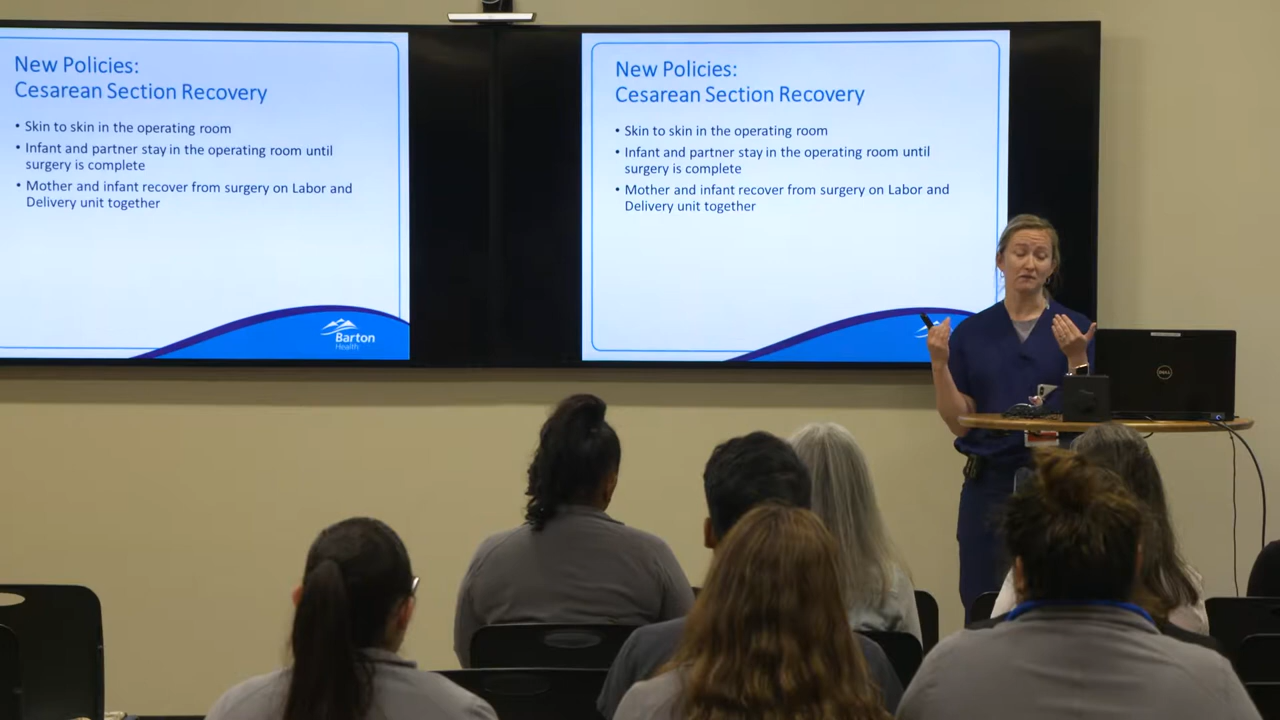 New Policies:
Cesarean Section Recovery
• Skin to skin in the operating room
• Infant and partner stay in the operating room until
surgery is complete
• Mother and infant recover from surgery on Labor and
Delivery unit together
Barton
Health
New Policies:
Cesarean Section Recovery
• Skin to skin in the operating room
• Infant and partner stay in the operating room until
surgery is complete
• Mother and infant recover from surgery on Labor and
Delivery unit together
DELL